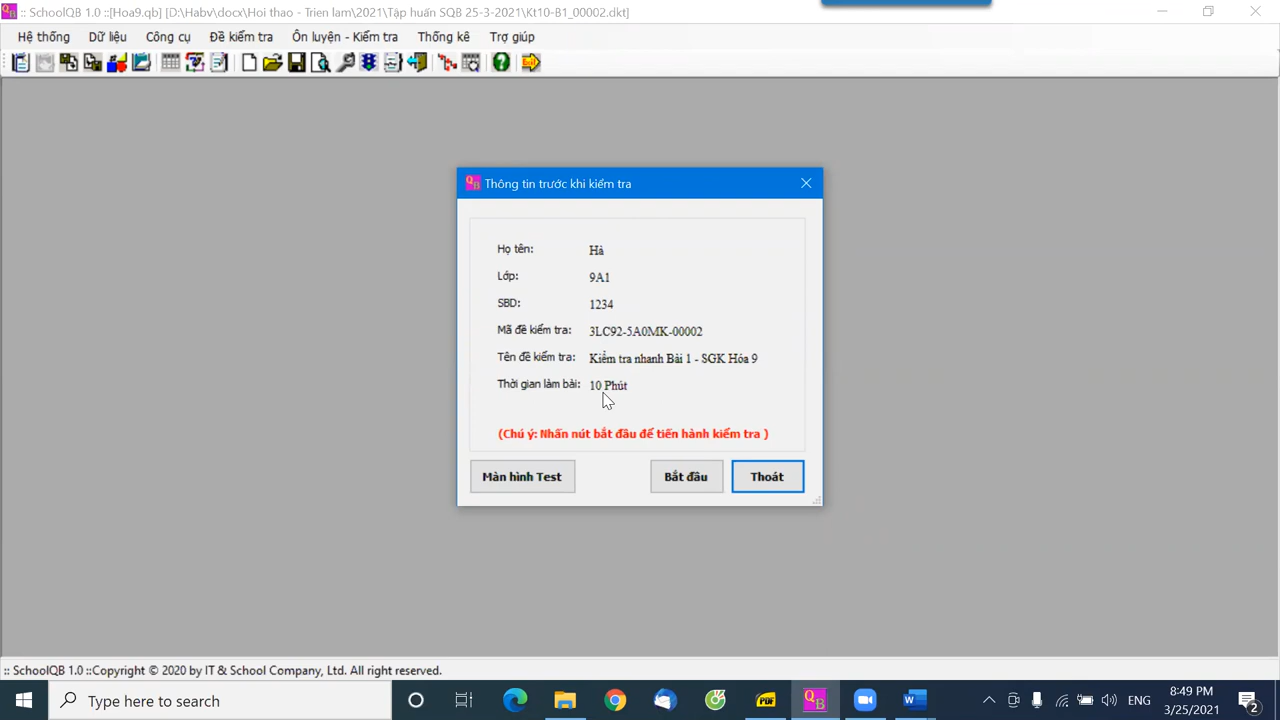 :: SchoolQB 1.0 ::[Hoa9.qb] [D:\Habv\docx\Hoi thao - Trien lam\2021\Tập huấn SQB 25-3-2021\Kt10-B1_00002.dkt]
Hệ thống Dữ liệu Công cụ Đề kiểm tra Ôn luyện - Kiểm tra Thống kê Trợ giúp
Thông tin trước khi kiểm tra
Họ tên: Hà
Lớp: 9A1
SBD: 1234
Mã đề kiểm tra: 3LC92-5A0MK-00002
Tên đề kiểm tra: Kiểm tra nhanh Bài 1 - SGK Hóa 9
Thời gian làm bài: 10 Phút
(Chú ý: Nhấn nút bắt đầu để tiến hành kiểm tra )
Màn hình Test Bắt đầu Thoát
:: SchoolQB 1.0 ::Copyright © 2020 by IT & School Company, Ltd. All right reserved.
Type here to search
ENG
8:49 PM
3/25/2021
2